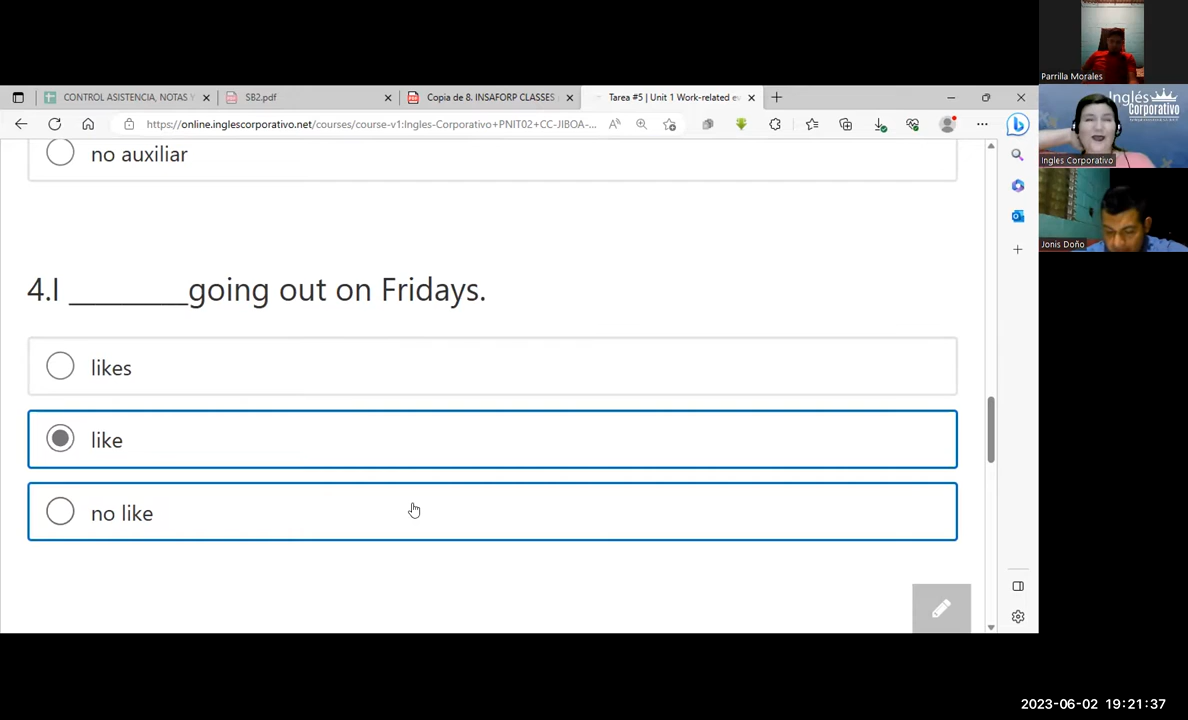 CONTROL ASISTENCIA, NOTAS Y
SB2.pdf
Copia de 8. INSAFORP CLASSES
Tarea #5 | Unit 1 Work-related e
https://online.inglescorporativo.net/courses/course-v1:Ingles-Corporativo+PNIT02+CC-JIBOA-...
no auxiliar
4.I _________going out on Fridays.
likes
like
no like
Parrilla Morales
Inglés
Corporativo
Ingles Corporativo
Jonis Doño
2023-06-02 19:21:37